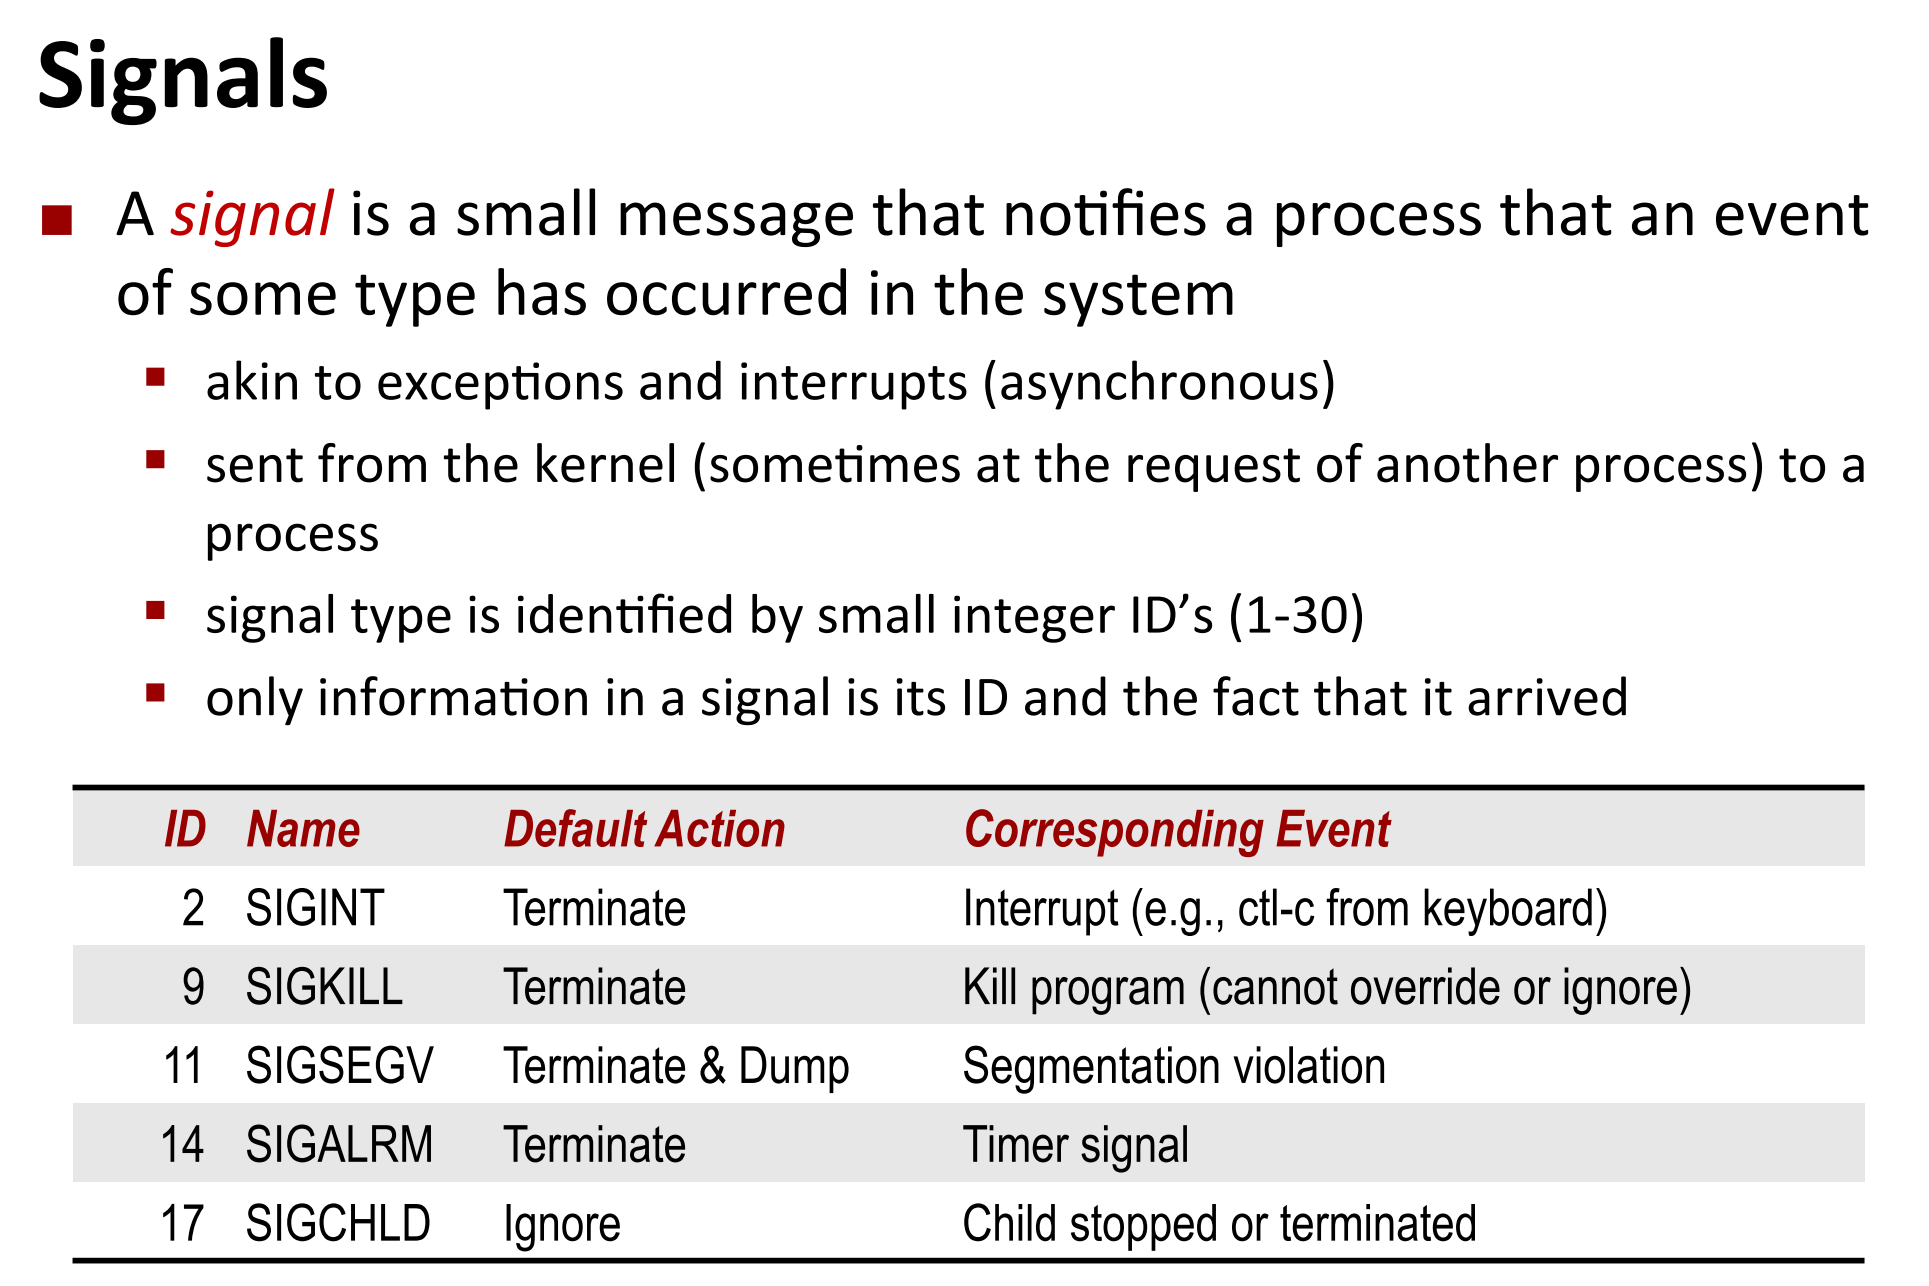 Signals
A signal is a small message that notifies a process that an event
of some type has occurred in the system
akin to exceptions and interrupts (asynchronous)
sent from the kernel (sometimes at the request of another process) to a
process
signal type is identified by small integer ID’s (1-30)
only information in a signal is its ID and the fact that it arrived
ID Name Default Action Corresponding Event
2 SIGINT Terminate Interrupt (e.g., ctl-c from keyboard)
9 SIGKILL Terminate Kill program (cannot override or ignore)
11 SIGSEGV Terminate & Dump Segmentation violation
14 SIGALRM Terminate Timer signal
17 SIGCHLD Ignore Child stopped or terminated